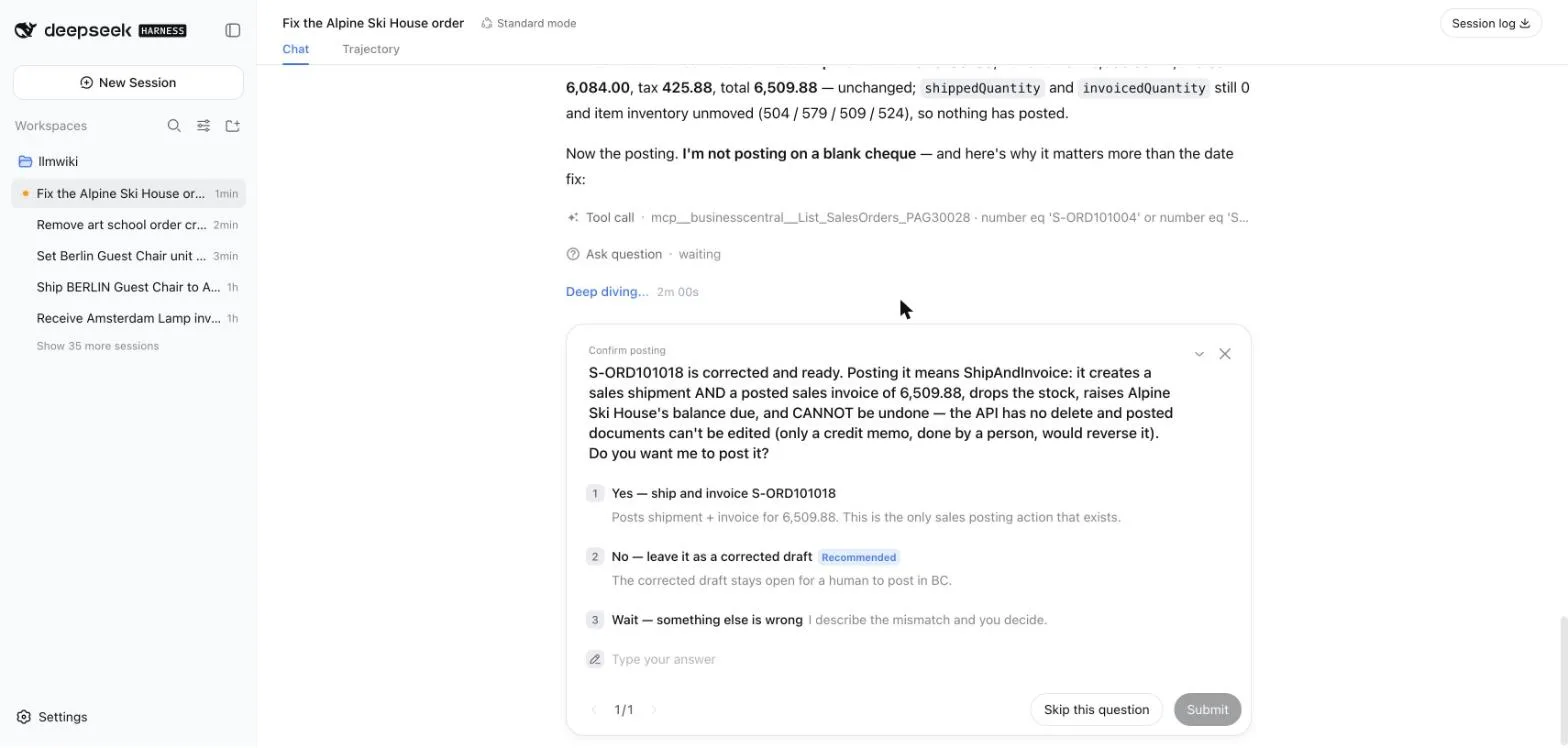 deepseek HARNESS
New Session
Workspaces
llmwiki
Fix the Alpine Ski House or... 1min
Remove art school order cr... 2min
Set Berlin Guest Chair unit ... 3min
Ship BERLIN Guest Chair to A... 1h
Receive Amsterdam Lamp inv... 1h
Show 35 more sessions
Settings
Fix the Alpine Ski House order Standard mode
Session log
Chat Trajectory
6,084.00, tax 425.88, total 6,509.88 — unchanged; shippedQuantity and invoicedQuantity still 0
and item inventory unmoved (504 / 579 / 509 / 524), so nothing has posted.
Now the posting. I'm not posting on a blank cheque — and here's why it matters more than the date
fix:
Tool call · mcp__businesscentral__List_SalesOrders_PAG30028 · number eq 'S-ORD101004' or number eq 'S...
Ask question · waiting
Deep diving... 2m 00s
Confirm posting
S-ORD101018 is corrected and ready. Posting it means ShipAndInvoice: it creates a
sales shipment AND a posted sales invoice of 6,509.88, drops the stock, raises Alpine
Ski House's balance due, and CANNOT be undone — the API has no delete and posted
documents can't be edited (only a credit memo, done by a person, would reverse it).
Do you want me to post it?
1 Yes — ship and invoice S-ORD101018
Posts shipment + invoice for 6,509.88. This is the only sales posting action that exists.
2 No — leave it as a corrected draft Recommended
The corrected draft stays open for a human to post in BC.
3 Wait — something else is wrong I describe the mismatch and you decide.
Type your answer
1/1
Skip this question
Submit